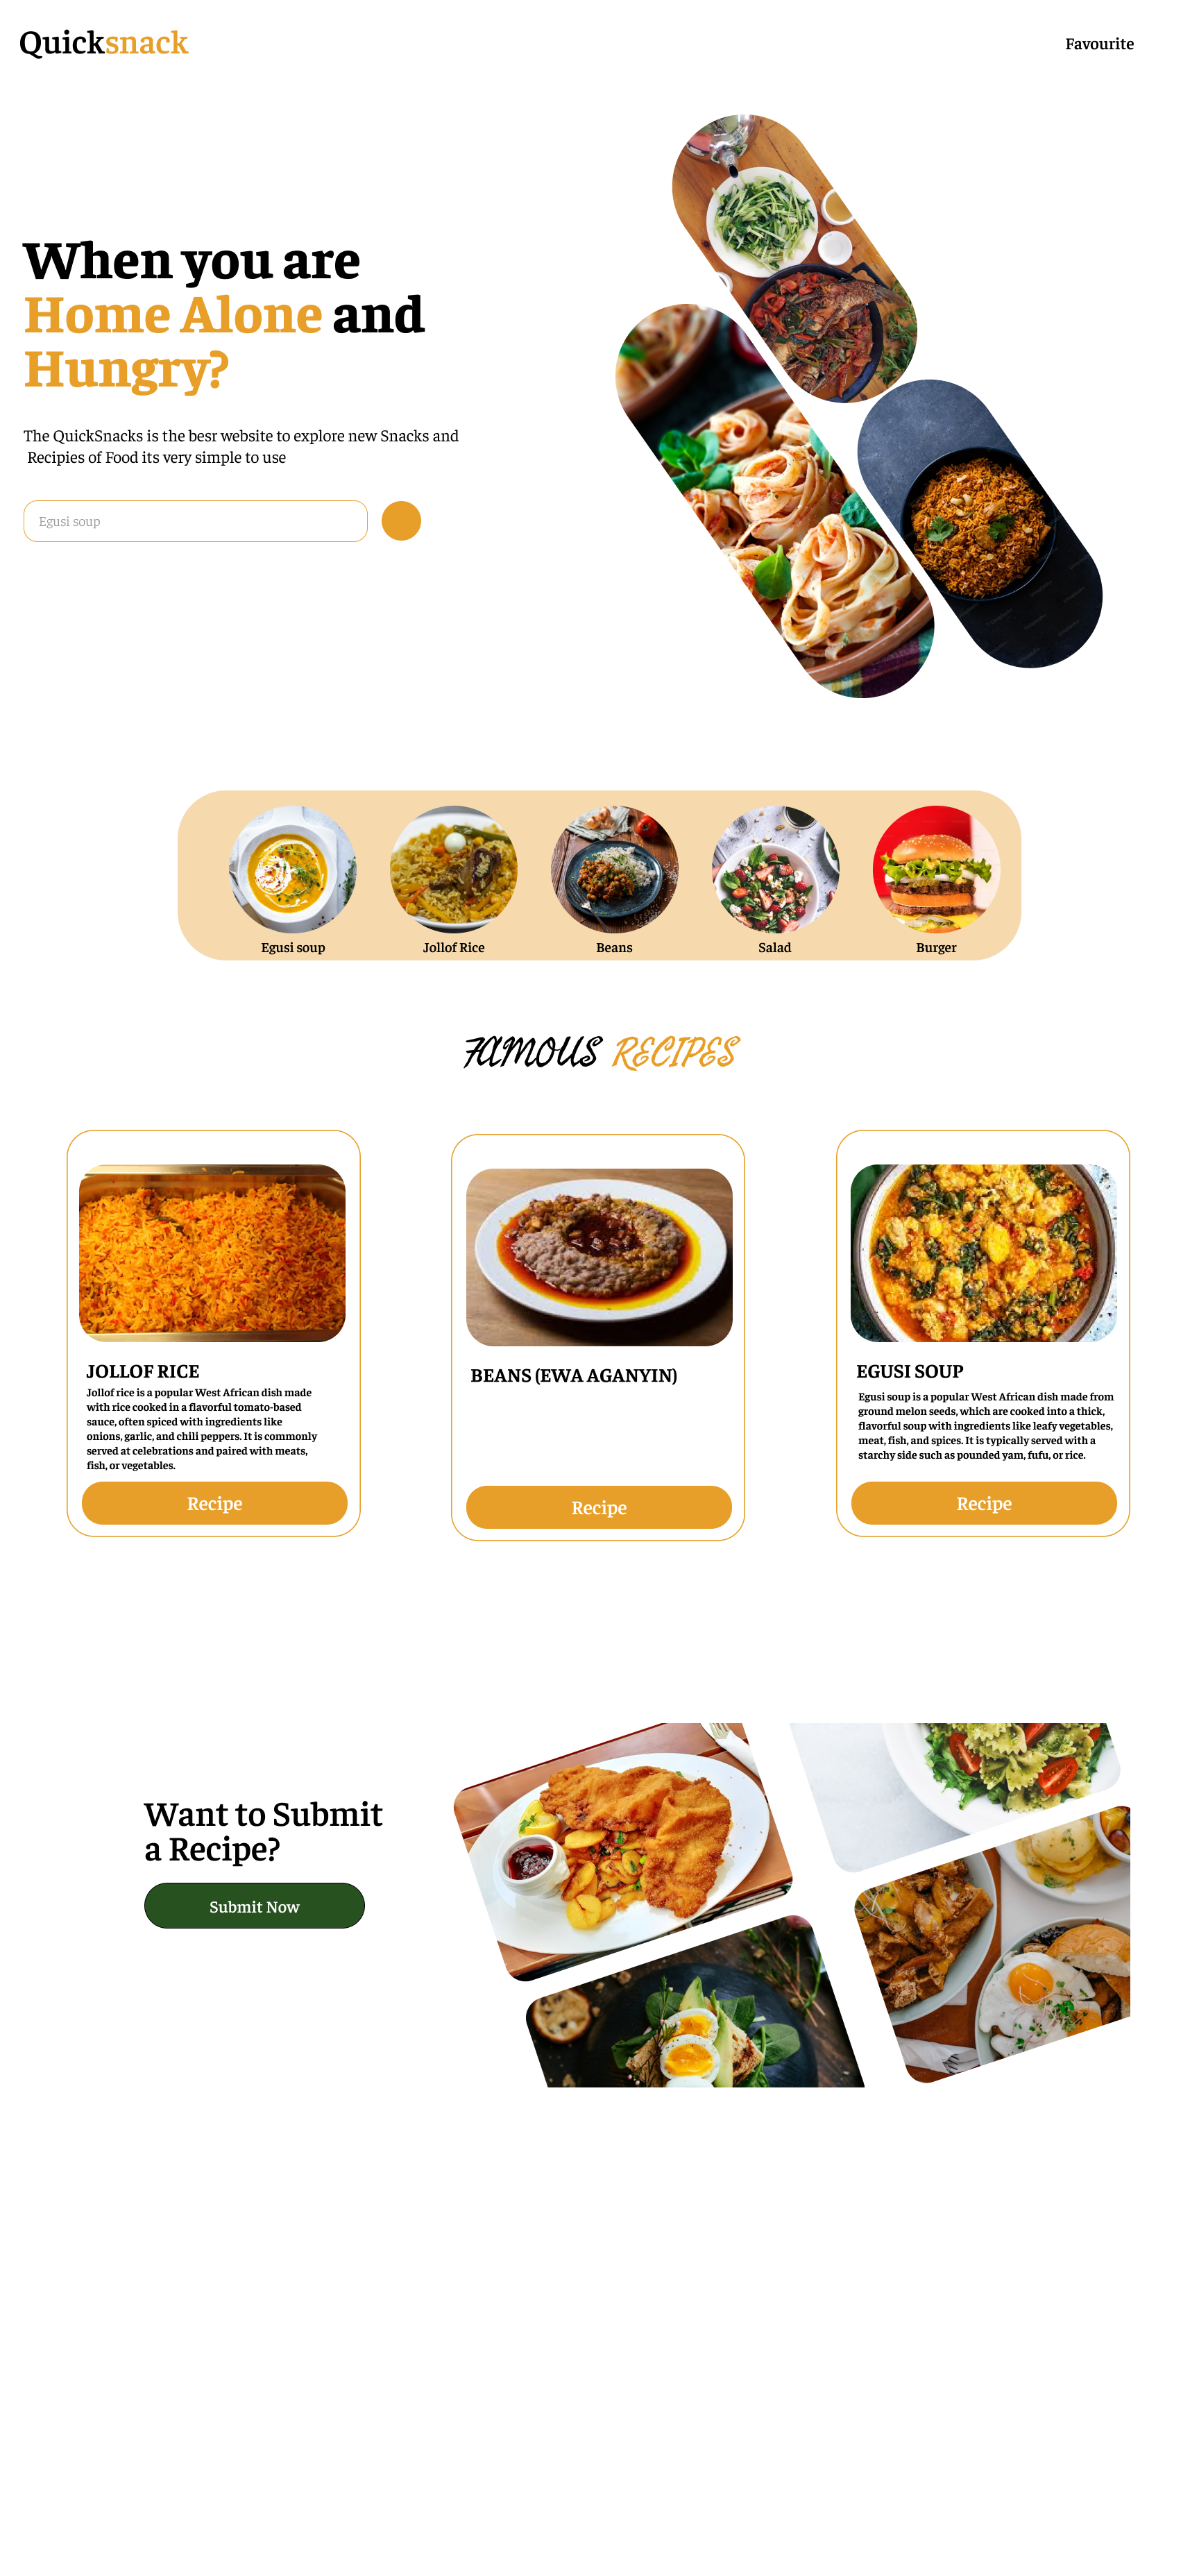 Quicksnack
Favourite
When you are
Home Alone and
Hungry?
The QuickSnacks is the besr website to explore new Snacks and
Recipies of Food its very simple to use
Egusi soup
Egusi soup
Jollof Rice
Beans
Salad
Burger
FAMOUS RECIPES
JOLLOF RICE
Jollof rice is a popular West African dish made
with rice cooked in a flavorful tomato-based
sauce, often spiced with ingredients like
onions, garlic, and chili peppers. It is commonly
served at celebrations and paired with meats,
fish, or vegetables.
Recipe
BEANS (EWA AGANYIN)
Recipe
EGUSI SOUP
Egusi soup is a popular West African dish made from
ground melon seeds, which are cooked into a thick,
flavorful soup with ingredients like leafy vegetables,
meat, fish, and spices. It is typically served with a
starchy side such as pounded yam, fufu, or rice.
Recipe
Want to Submit
a Recipe?
Submit Now